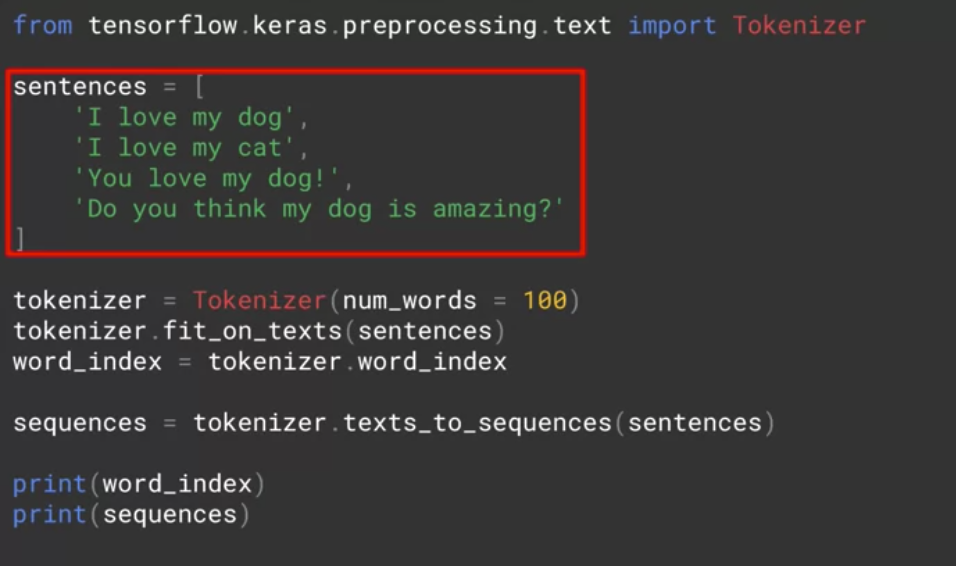 from tensorflow.keras.preprocessing.text import Tokenizer
sentences = [
    'I love my dog',
    'I love my cat',
    'You love my dog!',
    'Do you think my dog is amazing?'
]
tokenizer = Tokenizer(num_words = 100)
tokenizer.fit_on_texts(sentences)
word_index = tokenizer.word_index
sequences = tokenizer.texts_to_sequences(sentences)
print(word_index)
print(sequences)